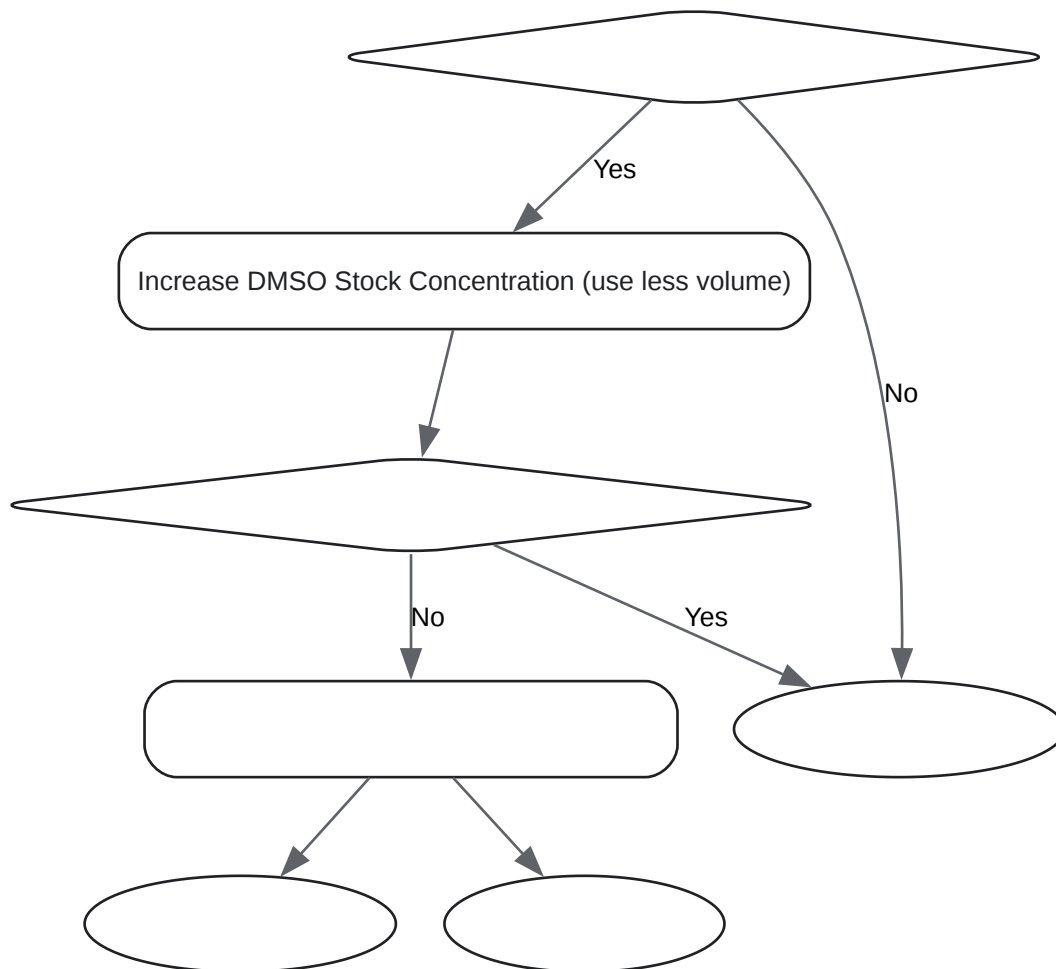 Yes
Increase DMSO Stock Concentration (use less volume)
No
No
Yes